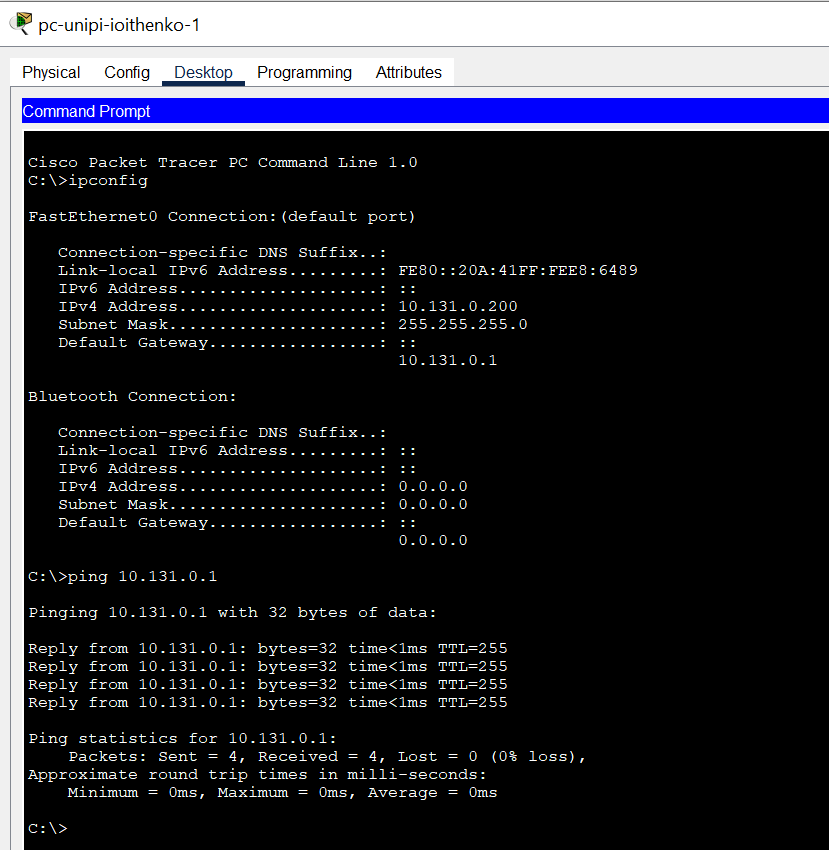 pc-unipi-ioithenko-1
Physical Config Desktop Programming Attributes
Command Prompt
Cisco Packet Tracer PC Command Line 1.0
C:\>ipconfig
FastEthernet0 Connection:(default port)
Connection-specific DNS Suffix..:
Link-local IPv6 Address.........: FE80::20A:41FF:FEE8:6489
IPv6 Address....................: ::
IPv4 Address....................: 10.131.0.200
Subnet Mask.....................: 255.255.255.0
Default Gateway.................: ::
10.131.0.1
Bluetooth Connection:
Connection-specific DNS Suffix..:
Link-local IPv6 Address.........: ::
IPv6 Address....................: ::
IPv4 Address....................: 0.0.0.0
Subnet Mask.....................: 0.0.0.0
Default Gateway.................: ::
0.0.0.0
C:\>ping 10.131.0.1
Pinging 10.131.0.1 with 32 bytes of data:
Reply from 10.131.0.1: bytes=32 time<1ms TTL=255
Reply from 10.131.0.1: bytes=32 time<1ms TTL=255
Reply from 10.131.0.1: bytes=32 time<1ms TTL=255
Reply from 10.131.0.1: bytes=32 time<1ms TTL=255
Ping statistics for 10.131.0.1:
Packets: Sent = 4, Received = 4, Lost = 0 (0% loss),
Approximate round trip times in milli-seconds:
Minimum = 0ms, Maximum = 0ms, Average = 0ms
C:\>